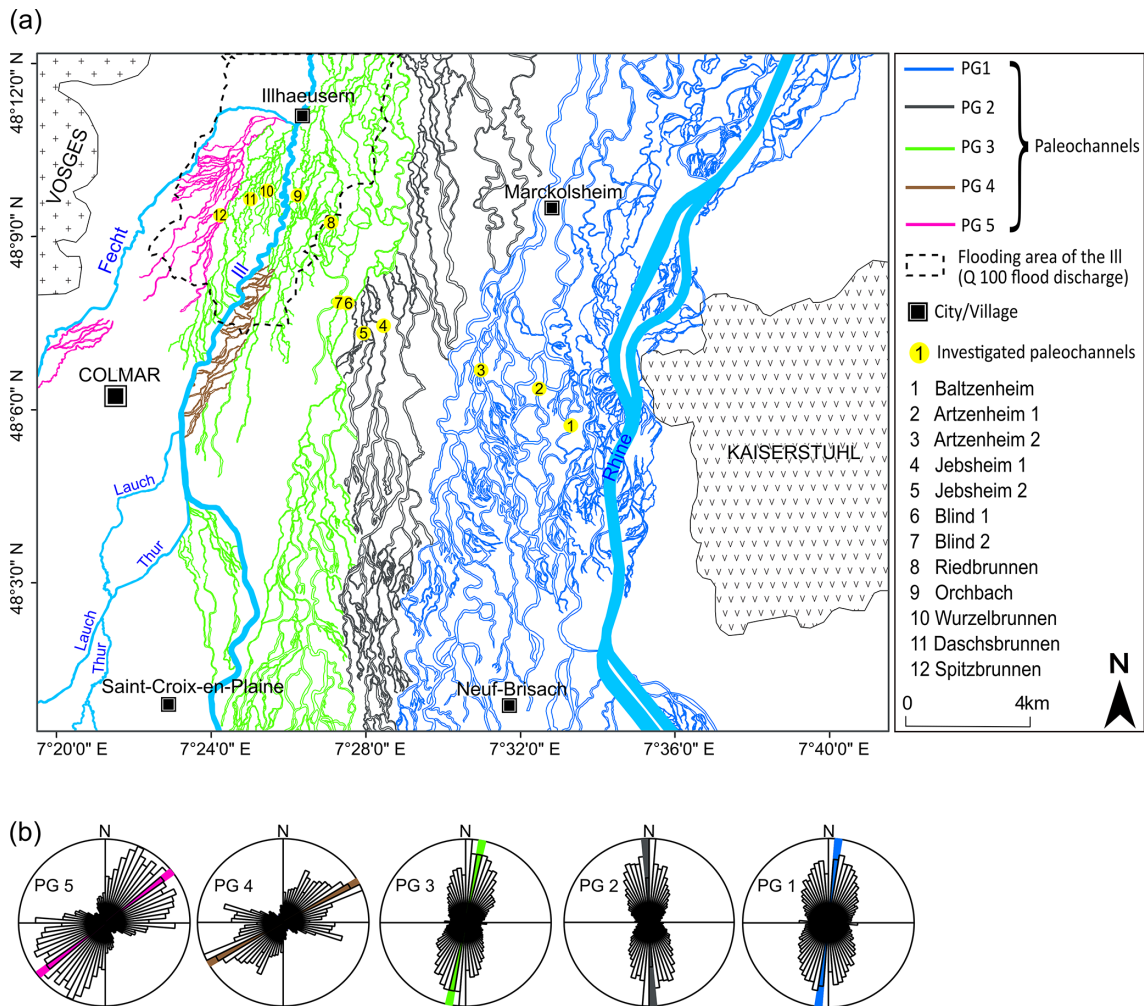 (a)
48°12'0" N
48°9'0" N
48°6'0" N
48°3'0" N
7°20'0" E
7°24'0" E
7°28'0" E
7°32'0" E
7°36'0" E
7°40'0" E
VOSGES
Illhaeusern
Fecht
Ill
Marckolsheim
COLMAR
Lauch
Thur
Lauch
Thur
Saint-Croix-en-Plaine
Neuf-Brisach
Rhine
KAISERSTUHL
1
2
3
4
5
6
7
8
9
10
11
12
PG1
PG 2
PG 3
PG 4
PG 5
Paleochannels
Flooding area of the Ill
(Q 100 flood discharge)
City/Village
1 Investigated paleochannels
1 Baltzenheim
2 Artzenheim 1
3 Artzenheim 2
4 Jebsheim 1
5 Jebsheim 2
6 Blind 1
7 Blind 2
8 Riedbrunnen
9 Orchbach
10 Wurzelbrunnen
11 Daschsbrunnen
12 Spitzbrunnen
N
0 4km
(b)
N
PG 5
N
PG 4
N
PG 3
N
PG 2
N
PG 1